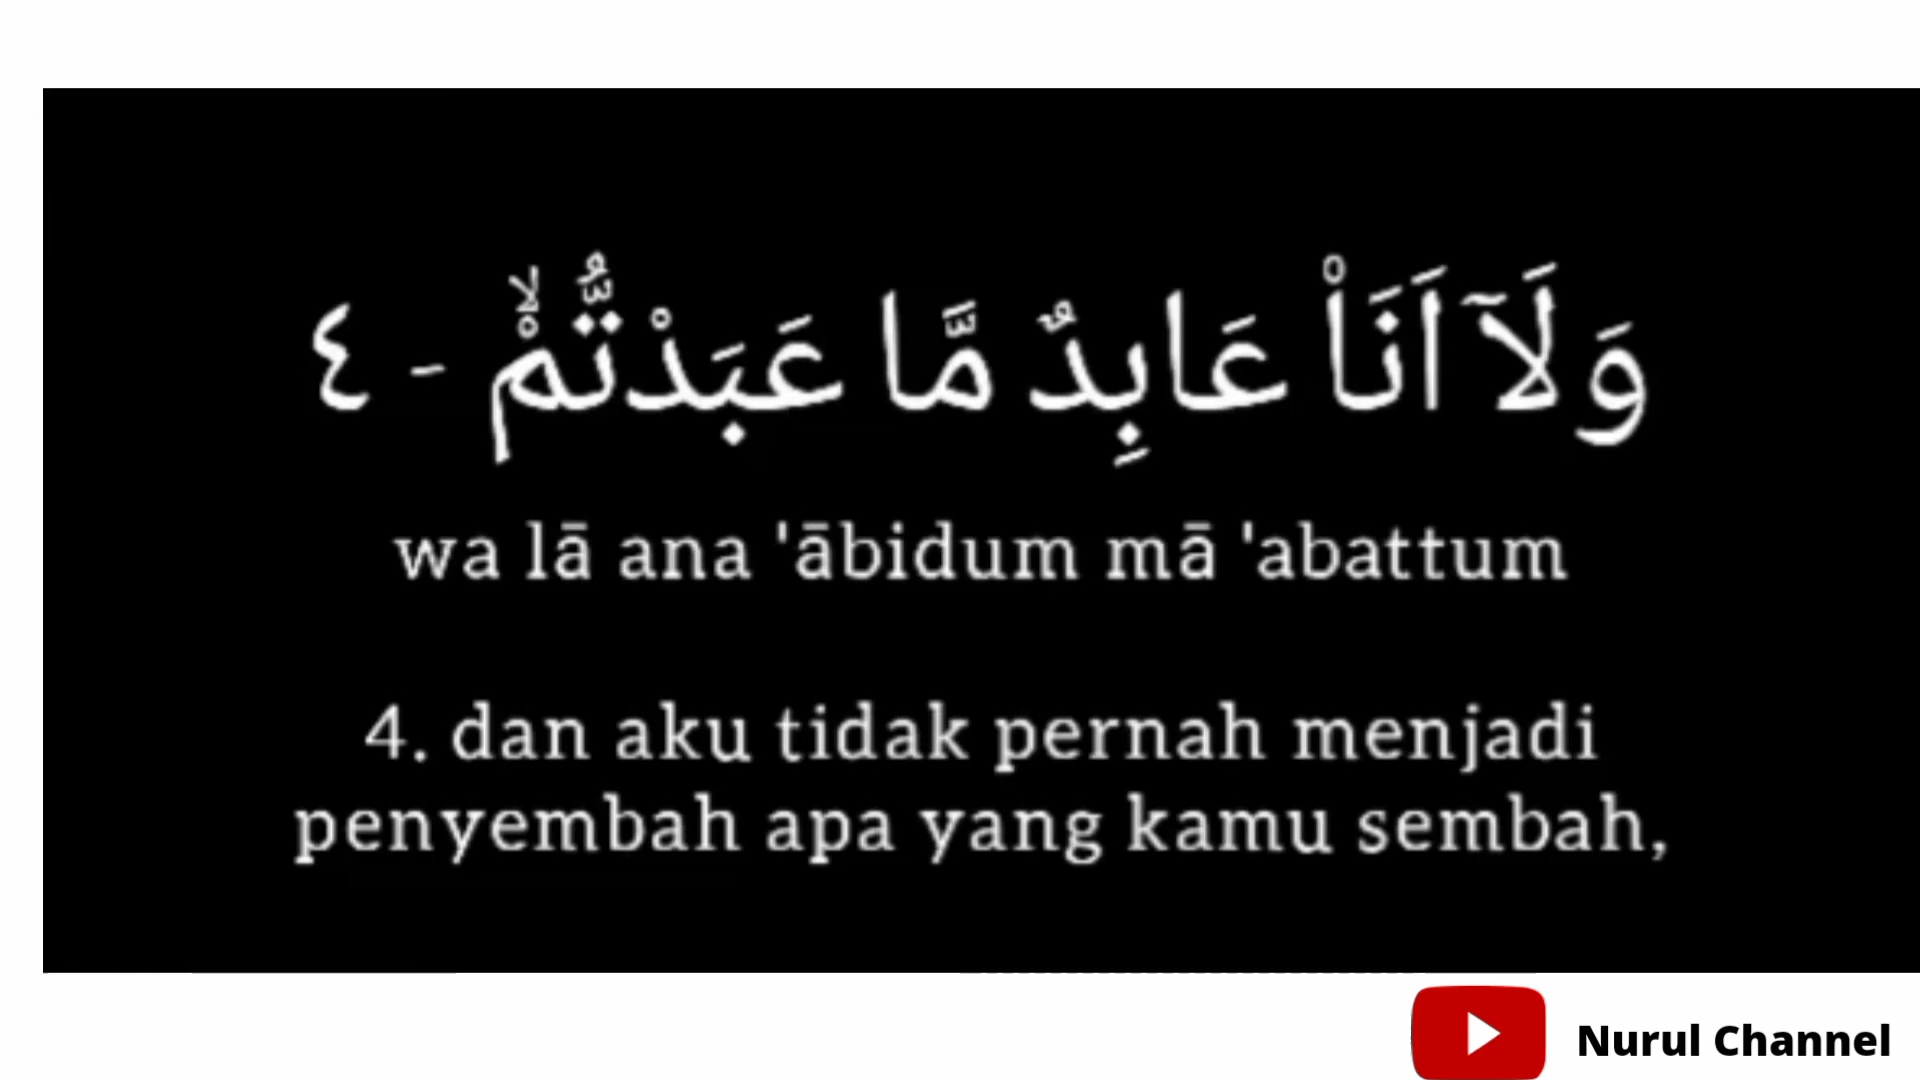 وَلَآ اَنَا۠ عَابِدٌ مَّا عَبَدْتُّمْۙ - ٤
wa lā ana 'ābidum mā 'abattum
4. dan aku tidak pernah menjadi
penyembah apa yang kamu sembah,
Nurul Channel